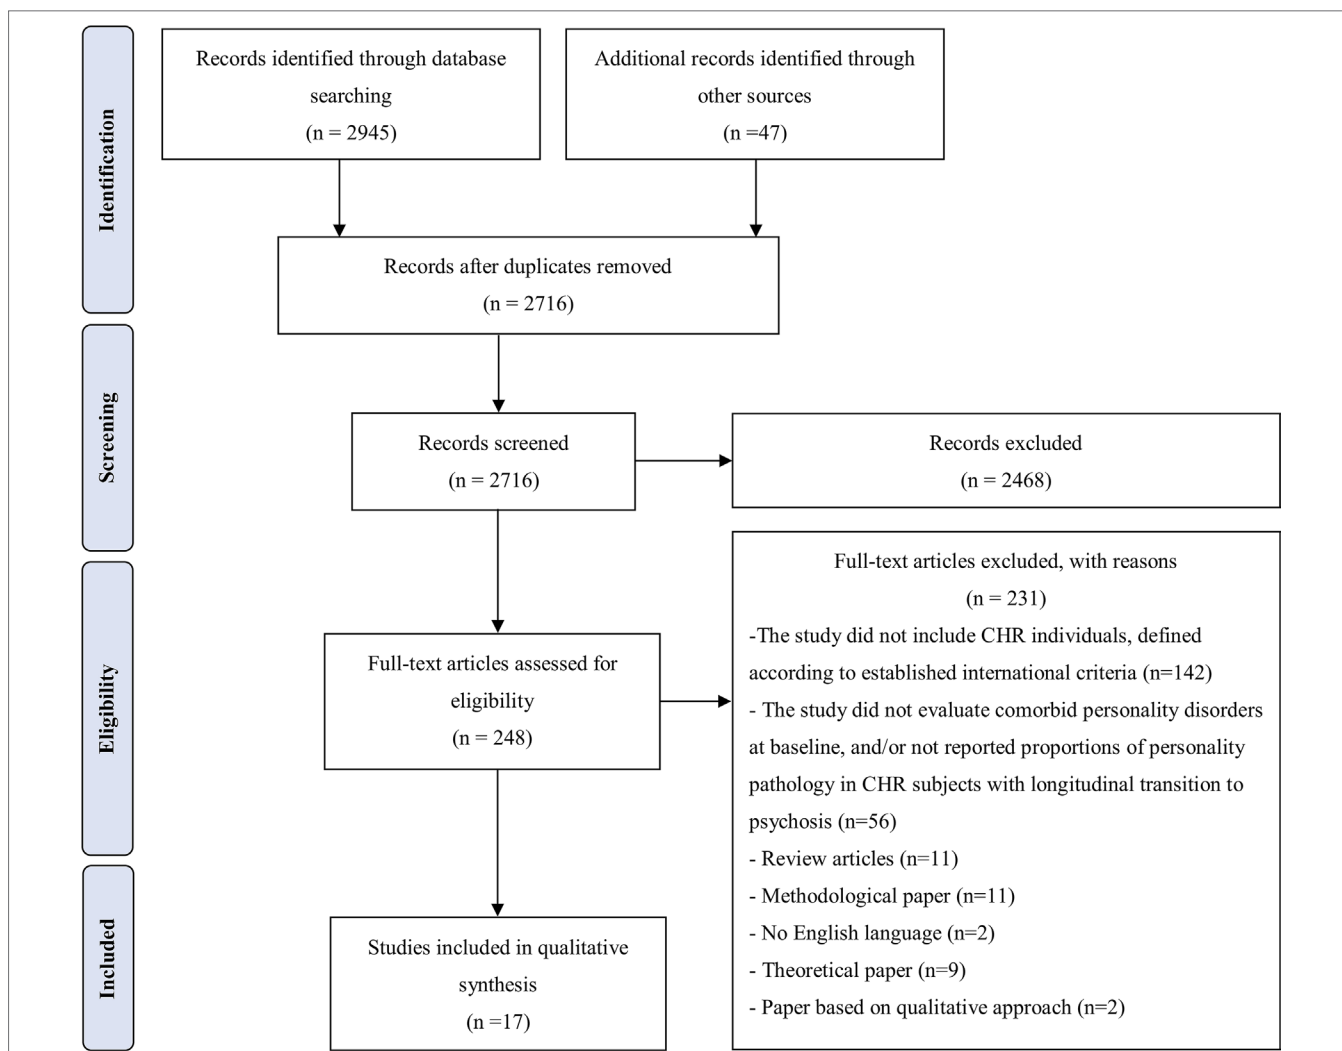 Identification
Records identified through database
searching
(n = 2945)
Additional records identified through
other sources
(n =47)
Records after duplicates removed
(n = 2716)
Screening
Records screened
(n = 2716)
Records excluded
(n = 2468)
Eligibility
Full-text articles assessed for
eligibility
(n = 248)
Full-text articles excluded, with reasons
(n = 231)
-The study did not include CHR individuals, defined
according to established international criteria (n=142)
- The study did not evaluate comorbid personality disorders
at baseline, and/or not reported proportions of personality
pathology in CHR subjects with longitudinal transition to
psychosis (n=56)
- Review articles (n=11)
- Methodological paper (n=11)
- No English language (n=2)
- Theoretical paper (n=9)
- Paper based on qualitative approach (n=2)
Included
Studies included in qualitative
synthesis
(n =17)